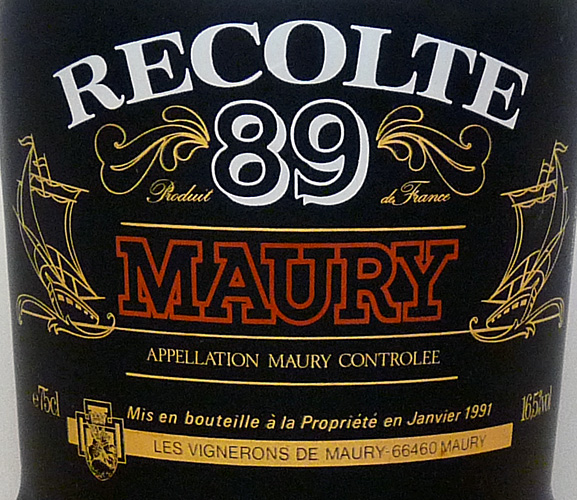 RECOLTE
89
Produit de France
MAURY
APPELLATION MAURY CONTROLEE
e 75cl
Mis en bouteille à la Propriété en Janvier 1991
16,5%vol
LES VIGNERONS DE MAURY-66460 MAURY